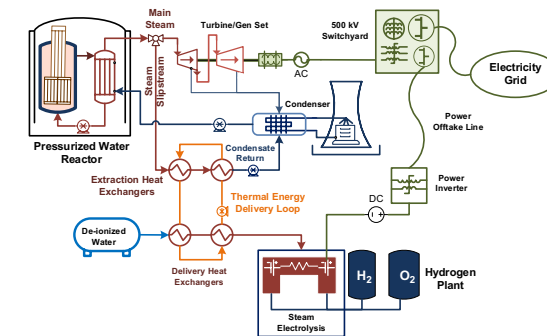 Main
Steam
Turbine/Gen Set
500 kV
Switchyard
Steam
Slipstream
AC
Electricity
Grid
Condenser
Pressurized Water
Reactor
Condensate
Return
Power
Offtake Line
Extraction Heat
Exchangers
Thermal Energy
Delivery Loop
Power
Inverter
DC
De-ionized
Water
Delivery Heat
Exchangers
H2
O2
Hydrogen
Plant
Steam
Electrolysis